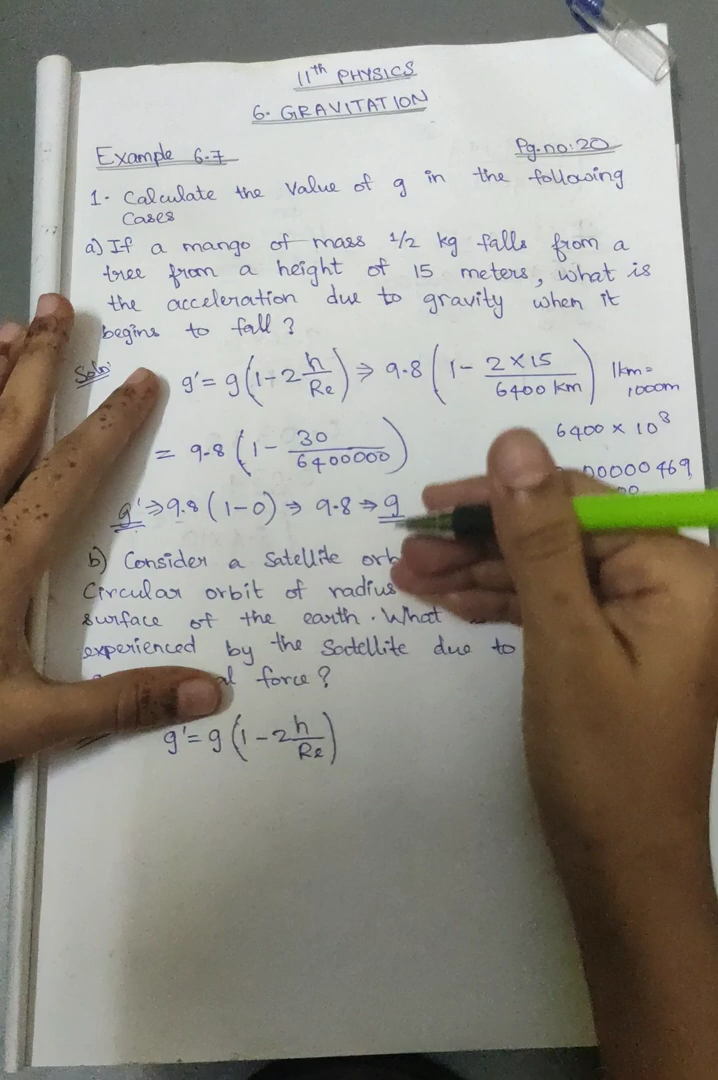 11th PHYSICS
6. GRAVITATION
Example 6.7
Pg.no:20
1. Calculate the value of g in the following
cases
a) If a mango of mass 1/2 kg falls from a
tree from a height of 15 meters, what is
the acceleration due to gravity when it
begins to fall?
Soln:
g' = g (1-2 h/Re) ⇒ 9.8 (1 - 2×15/6400 km)
1km =
1000m
= 9.8 (1 - 30/6400000)
6400 × 10³
00000469
g' ⇒ 9.8 (1-0) ⇒ 9.8 ⇒ g
b) Consider a satellite
Circular orbit of radius
surface of the earth. What
experienced by the Satellite due to
force?
g' = g (1 - 2 h/Re)